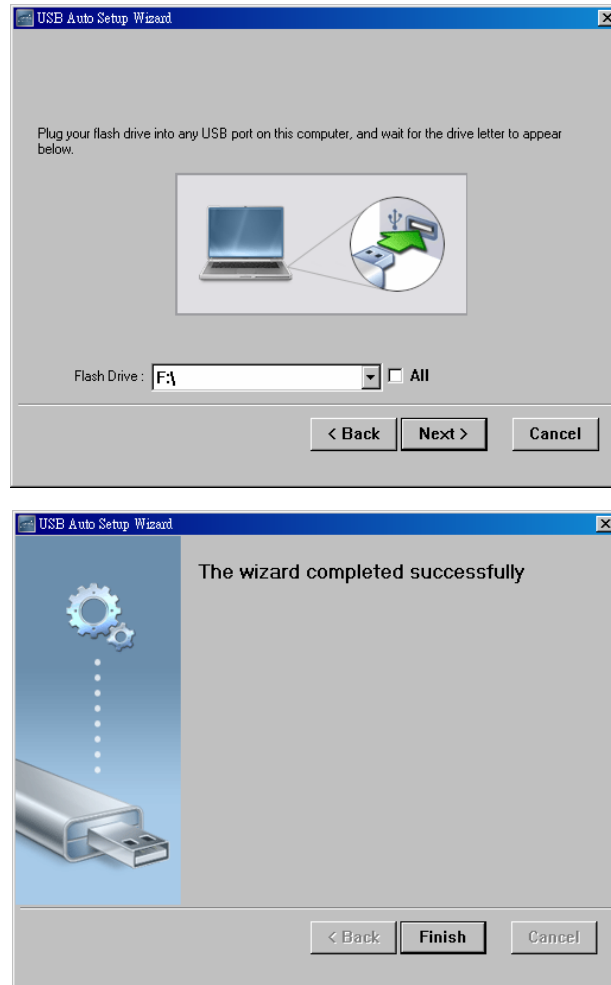 USB Auto Setup Wizard
Plug your flash drive into any USB port on this computer, and wait for the drive letter to appear
below.
Flash Drive : F:\ All
< Back Next > Cancel
USB Auto Setup Wizard
The wizard completed successfully
< Back Finish Cancel